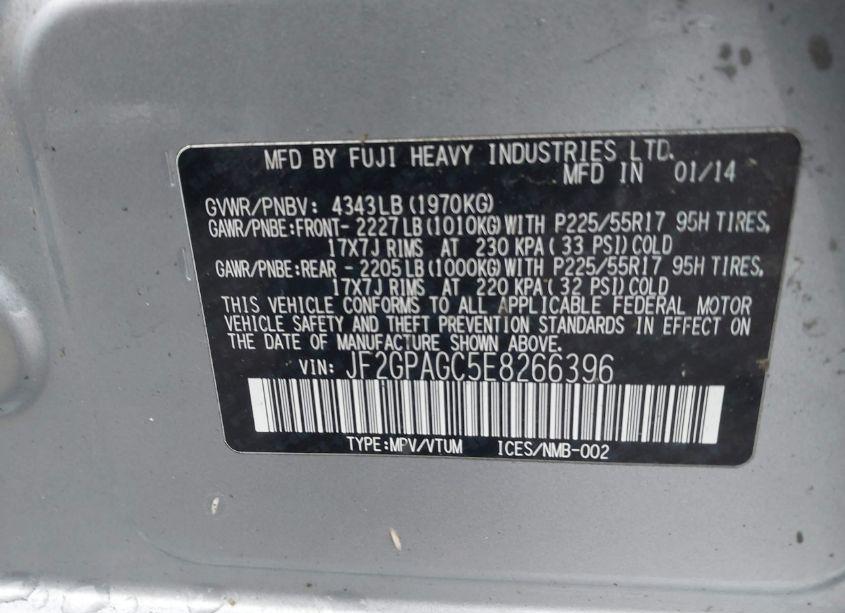 MFD BY FUJI HEAVY INDUSTRIES LTD.
MFD IN 01/14
GVWR/PNBV: 4343LB (1970KG)
GAWR/PNBE:FRONT- 2227LB (1010KG) WITH P225/55R17 95H TIRES,
17X7J RIMS AT 230 KPA (33 PSI) COLD
GAWR/PNBE:REAR - 2205LB (1000KG) WITH P225/55R17 95H TIRES,
17X7J RIMS AT 220 KPA (32 PSI) COLD
THIS VEHICLE CONFORMS TO ALL APPLICABLE FEDERAL MOTOR
VEHICLE SAFETY AND THEFT PREVENTION STANDARDS IN EFFECT ON
THE DATE OF MANUFACTURE SHOWN ABOVE.
VIN: JF2GPAGC5E8266396
TYPE:MPV/VTUM ICES/NMB-002